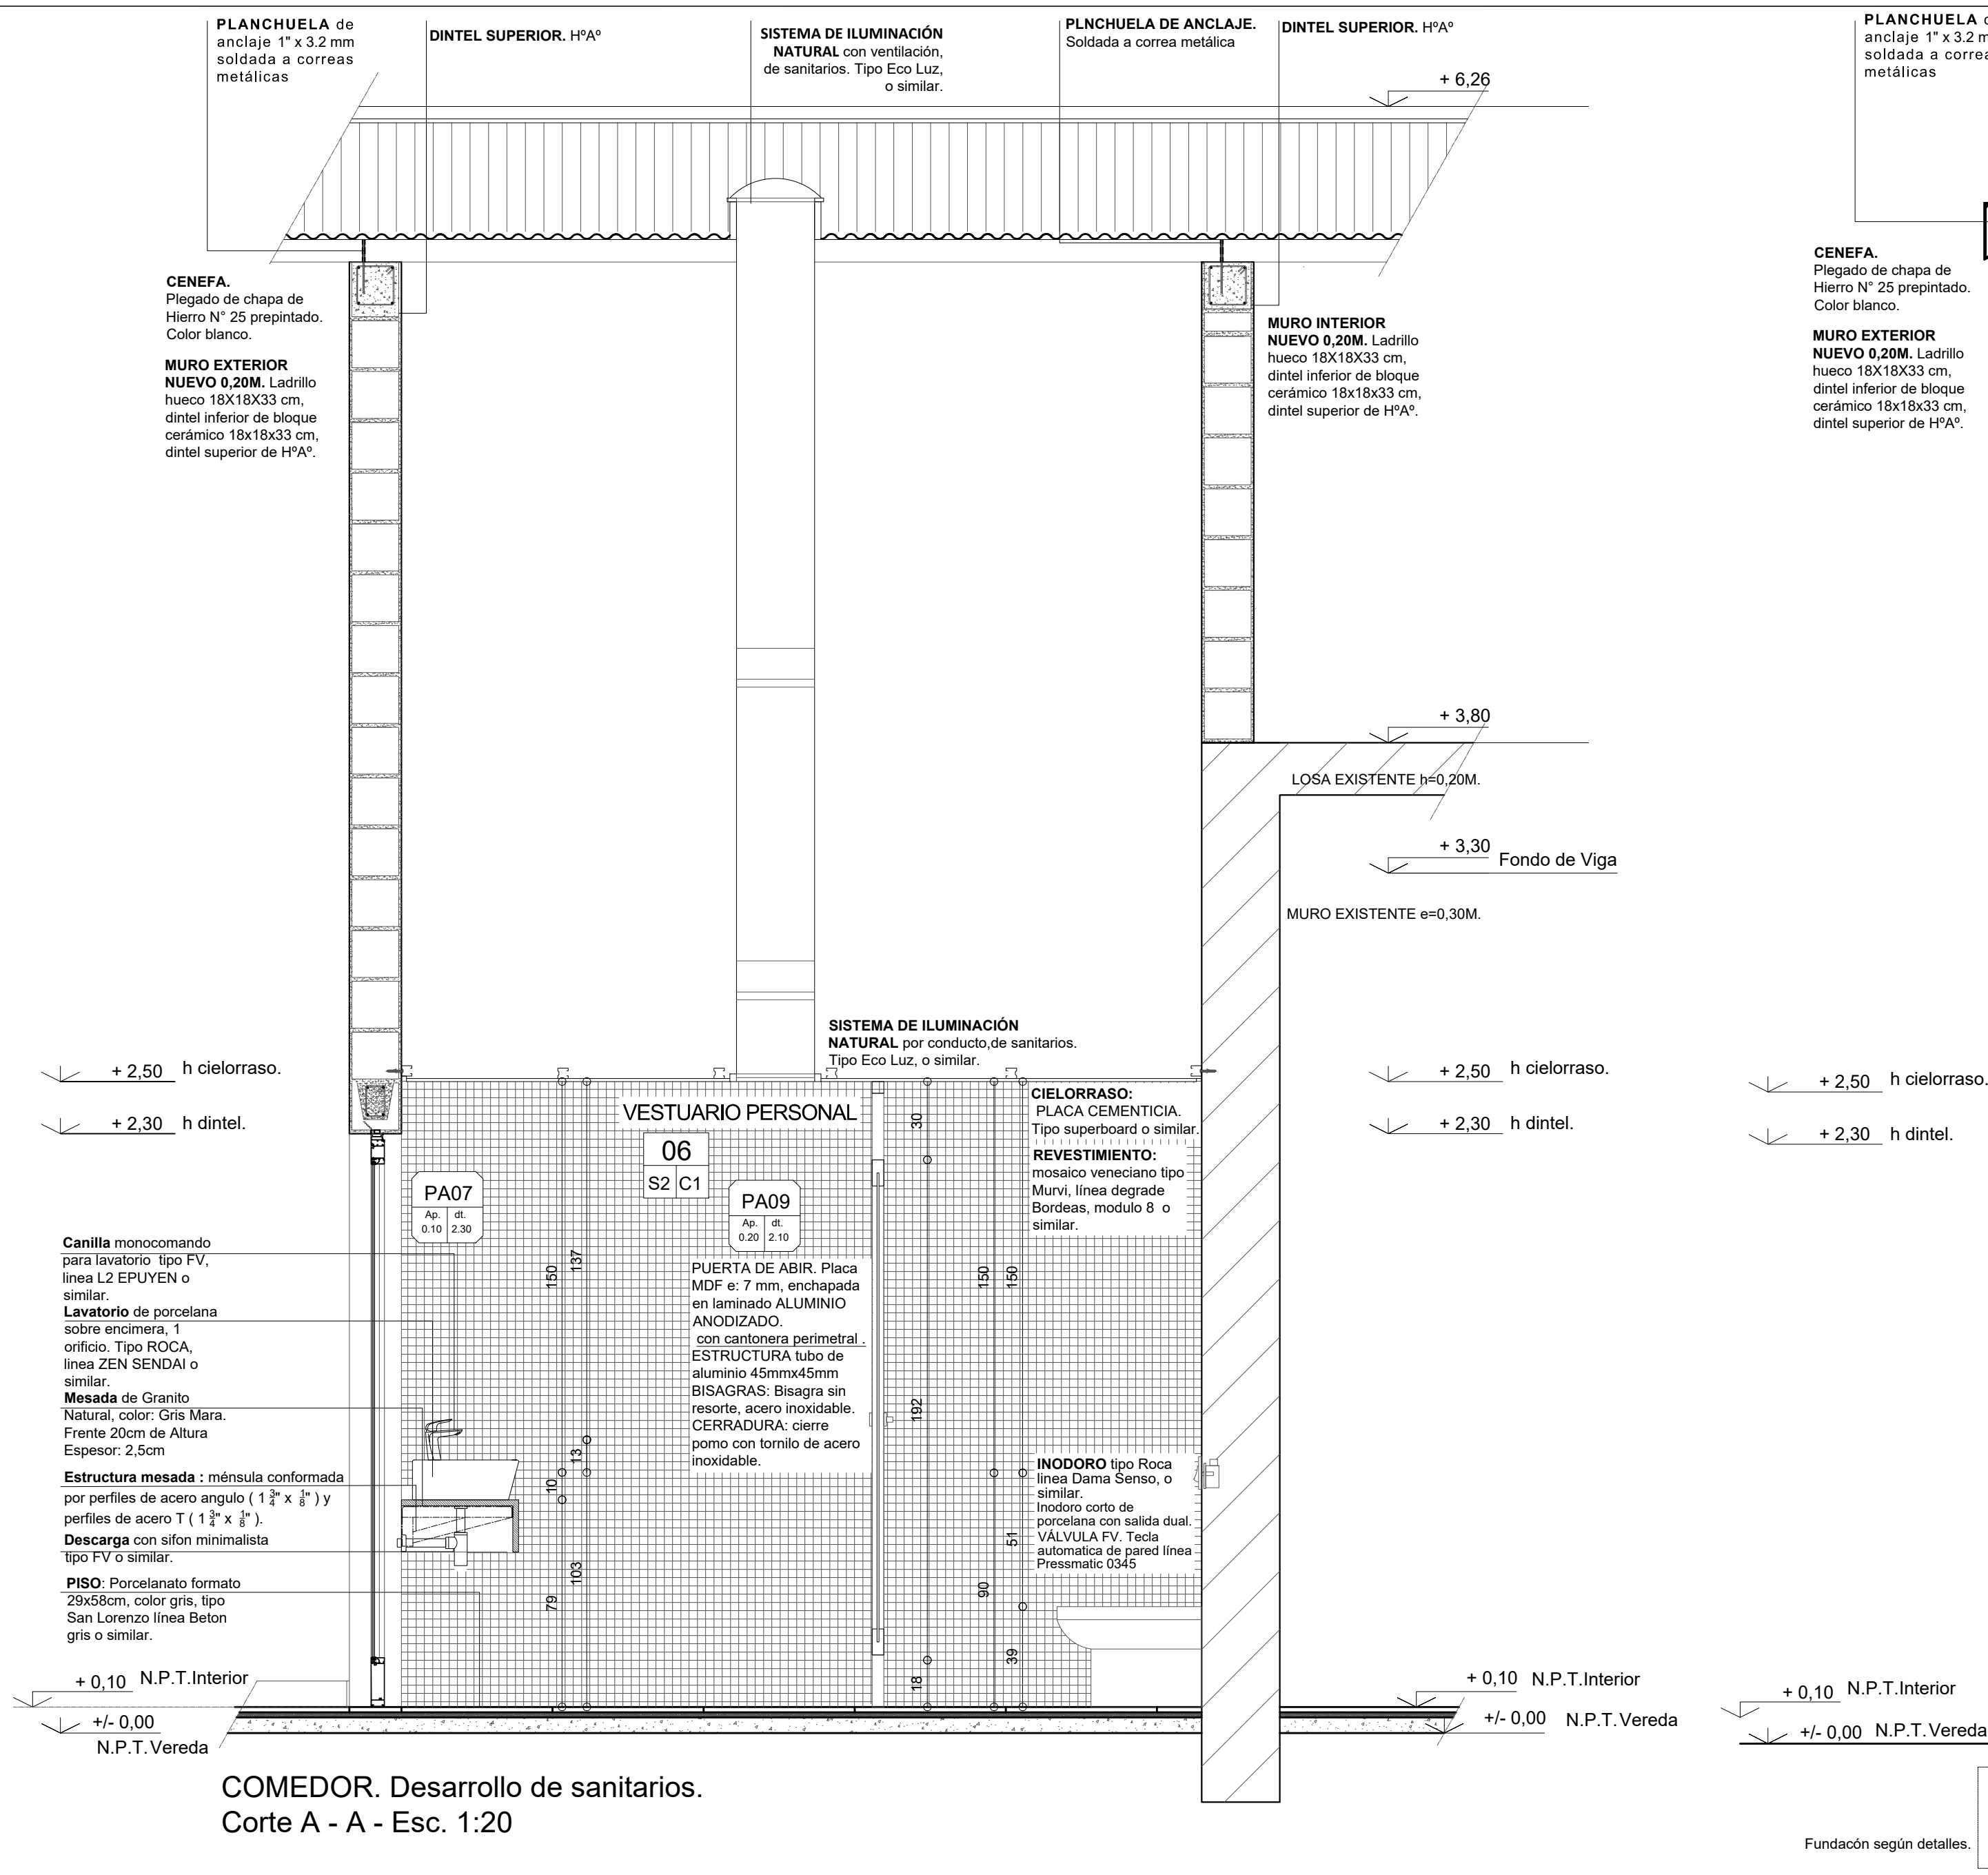 PLANCHUELA de
anclaje 1" x 3.2 mm
soldada a correas
metálicas
DINTEL SUPERIOR. HºAº
SISTEMA DE ILUMINACIÓN
NATURAL con ventilación,
de sanitarios. Tipo Eco Luz,
o similar.
PLNCHUELA DE ANCLAJE.
Soldada a correa metálica
DINTEL SUPERIOR. HºAº
+ 6,26
CENEFA.
Plegado de chapa de
Hierro N° 25 prepintado.
Color blanco.
MURO EXTERIOR
NUEVO 0,20M. Ladrillo
hueco 18X18X33 cm,
dintel inferior de bloque
cerámico 18x18x33 cm,
dintel superior de HºAº.
MURO INTERIOR
NUEVO 0,20M. Ladrillo
hueco 18X18X33 cm,
dintel inferior de bloque
cerámico 18x18x33 cm,
dintel superior de HºAº.
+ 3,80
LOSA EXISTENTE h=0,20M.
+ 3,30
Fondo de Viga
MURO EXISTENTE e=0,30M.
SISTEMA DE ILUMINACIÓN
NATURAL por conducto,de sanitarios.
Tipo Eco Luz, o similar.
+ 2,50 h cielorraso.
+ 2,30 h dintel.
+ 2,50 h cielorraso.
+ 2,30 h dintel.
VESTUARIO PERSONAL
06
S2 C1
PA07
Ap. dt.
0.10 2.30
PA09
Ap. dt.
0.20 2.10
PUERTA DE ABIR. Placa
MDF e: 7 mm, enchapada
en laminado ALUMINIO
ANODIZADO.
con cantonera perimetral .
ESTRUCTURA tubo de
aluminio 45mmx45mm
BISAGRAS: Bisagra sin
resorte, acero inoxidable.
CERRADURA: cierre
pomo con tornilo de acero
inoxidable.
CIELORRASO:
PLACA CEMENTICIA.
Tipo superboard o similar.
REVESTIMIENTO:
mosaico veneciano tipo
Murvi, línea degrade
Bordeas, modulo 8 o
similar.
INODORO tipo Roca
linea Dama Senso, o
similar.
Inodoro corto de
porcelana con salida dual.
VÁLVULA FV. Tecla
automatica de pared línea
Pressmatic 0345
150
137
13
10
103
79
30
192
18
150
150
51
90
39
Canilla monocomando
para lavatorio tipo FV,
linea L2 EPUYEN o
similar.
Lavatorio de porcelana
sobre encimera, 1
orificio. Tipo ROCA,
linea ZEN SENDAI o
similar.
Mesada de Granito
Natural, color: Gris Mara.
Frente 20cm de Altura
Espesor: 2,5cm
Estructura mesada : ménsula conformada
por perfiles de acero angulo ( 1 3/4" x 1/8" ) y
perfiles de acero T ( 1 3/4" x 1/8" ).
Descarga con sifon minimalista
tipo FV o similar.
PISO: Porcelanato formato
29x58cm, color gris, tipo
San Lorenzo línea Beton
gris o similar.
+ 0,10 N.P.T.Interior
+/- 0,00
N.P.T.Vereda
+ 0,10 N.P.T.Interior
+/- 0,00 N.P.T.Vereda
COMEDOR. Desarrollo de sanitarios.
Corte A - A - Esc. 1:20
PLANCHUELA
anclaje 1" x 3.2
soldada a
metálicas
CENEFA.
Plegado de chapa de
Hierro N° 25 prepintado.
Color blanco.
MURO EXTERIOR
NUEVO 0,20M. Ladrillo
hueco 18X18X33 cm,
dintel inferior de bloque
cerámico 18x18x33 cm,
dintel superior de HºAº.
+ 2,50 h cielorraso.
+ 2,30 h dintel.
+ 0,10 N.P.T.Interior
+/- 0,00 N.P.T.Vereda
Fundacón según detalles.